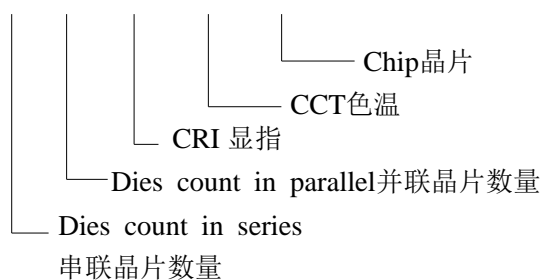 Chip晶片
CCT色温
CRI 显指
Dies count in parallel并联晶片数量
Dies count in series
串联晶片数量